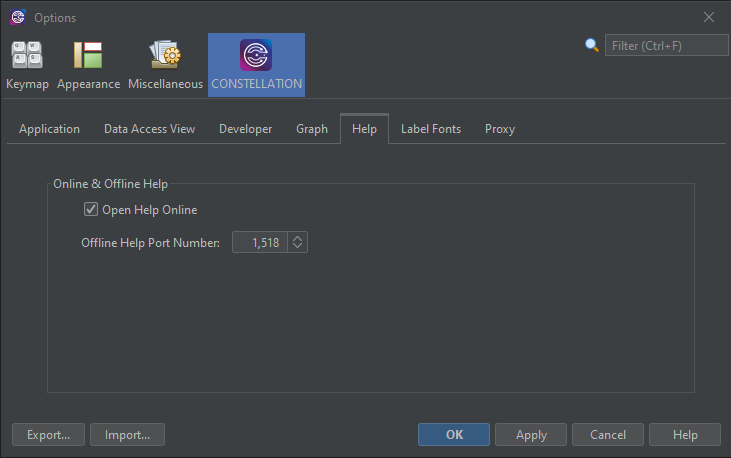 Options
Filter (Ctrl+F)
Keymap Appearance Miscellaneous CONSTELLATION
Application Data Access View Developer Graph Help Label Fonts Proxy
Online & Offline Help
Open Help Online
Offline Help Port Number: 1,518
Export... Import... OK Apply Cancel Help